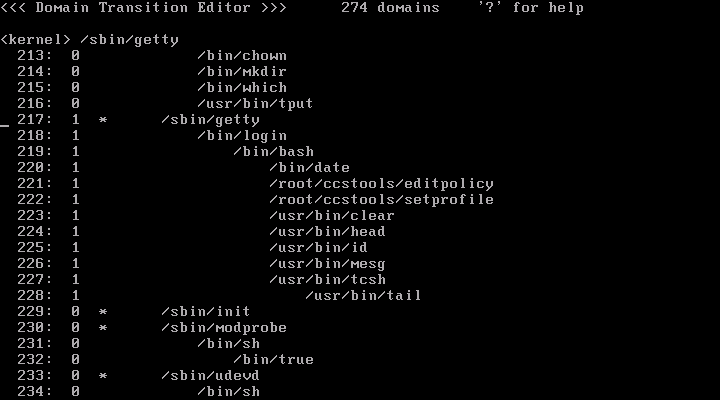 <<< Domain Transition Editor >>>      274 domains    '?' for help
<kernel> /sbin/getty
  213:  0             /bin/chown
  214:  0             /bin/mkdir
  215:  0             /bin/which
  216:  0             /usr/bin/tput
_ 217:  1  *      /sbin/getty
  218:  1             /bin/login
  219:  1                 /bin/bash
  220:  1                     /bin/date
  221:  1                     /root/ccstools/editpolicy
  222:  1                     /root/ccstools/setprofile
  223:  1                     /usr/bin/clear
  224:  1                     /usr/bin/head
  225:  1                     /usr/bin/id
  226:  1                     /usr/bin/mesg
  227:  1                     /usr/bin/tcsh
  228:  1                         /usr/bin/tail
  229:  0  *      /sbin/init
  230:  0  *      /sbin/modprobe
  231:  0             /bin/sh
  232:  0                 /bin/true
  233:  0  *      /sbin/udevd
  234:  0             /bin/sh